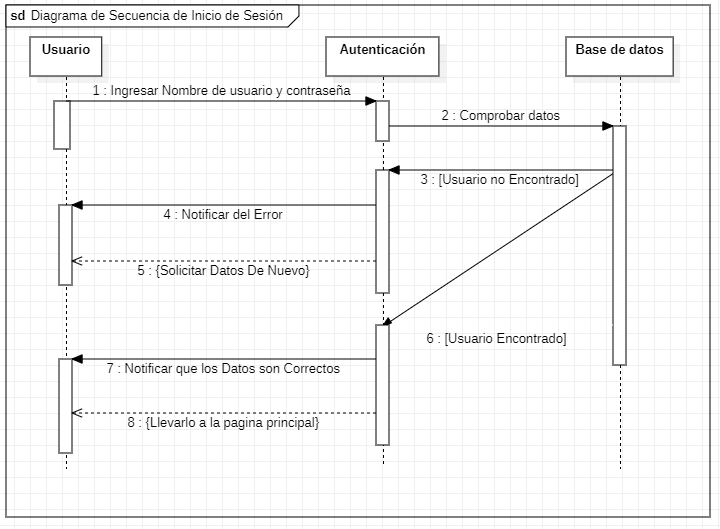 sd Diagrama de Secuencia de Inicio de Sesión
Usuario
Autenticación
Base de datos
1 : Ingresar Nombre de usuario y contraseña
2 : Comprobar datos
3 : [Usuario no Encontrado]
4 : Notificar del Error
5 : {Solicitar Datos De Nuevo}
6 : [Usuario Encontrado]
7 : Notificar que los Datos son Correctos
8 : {Llevarlo a la pagina principal}